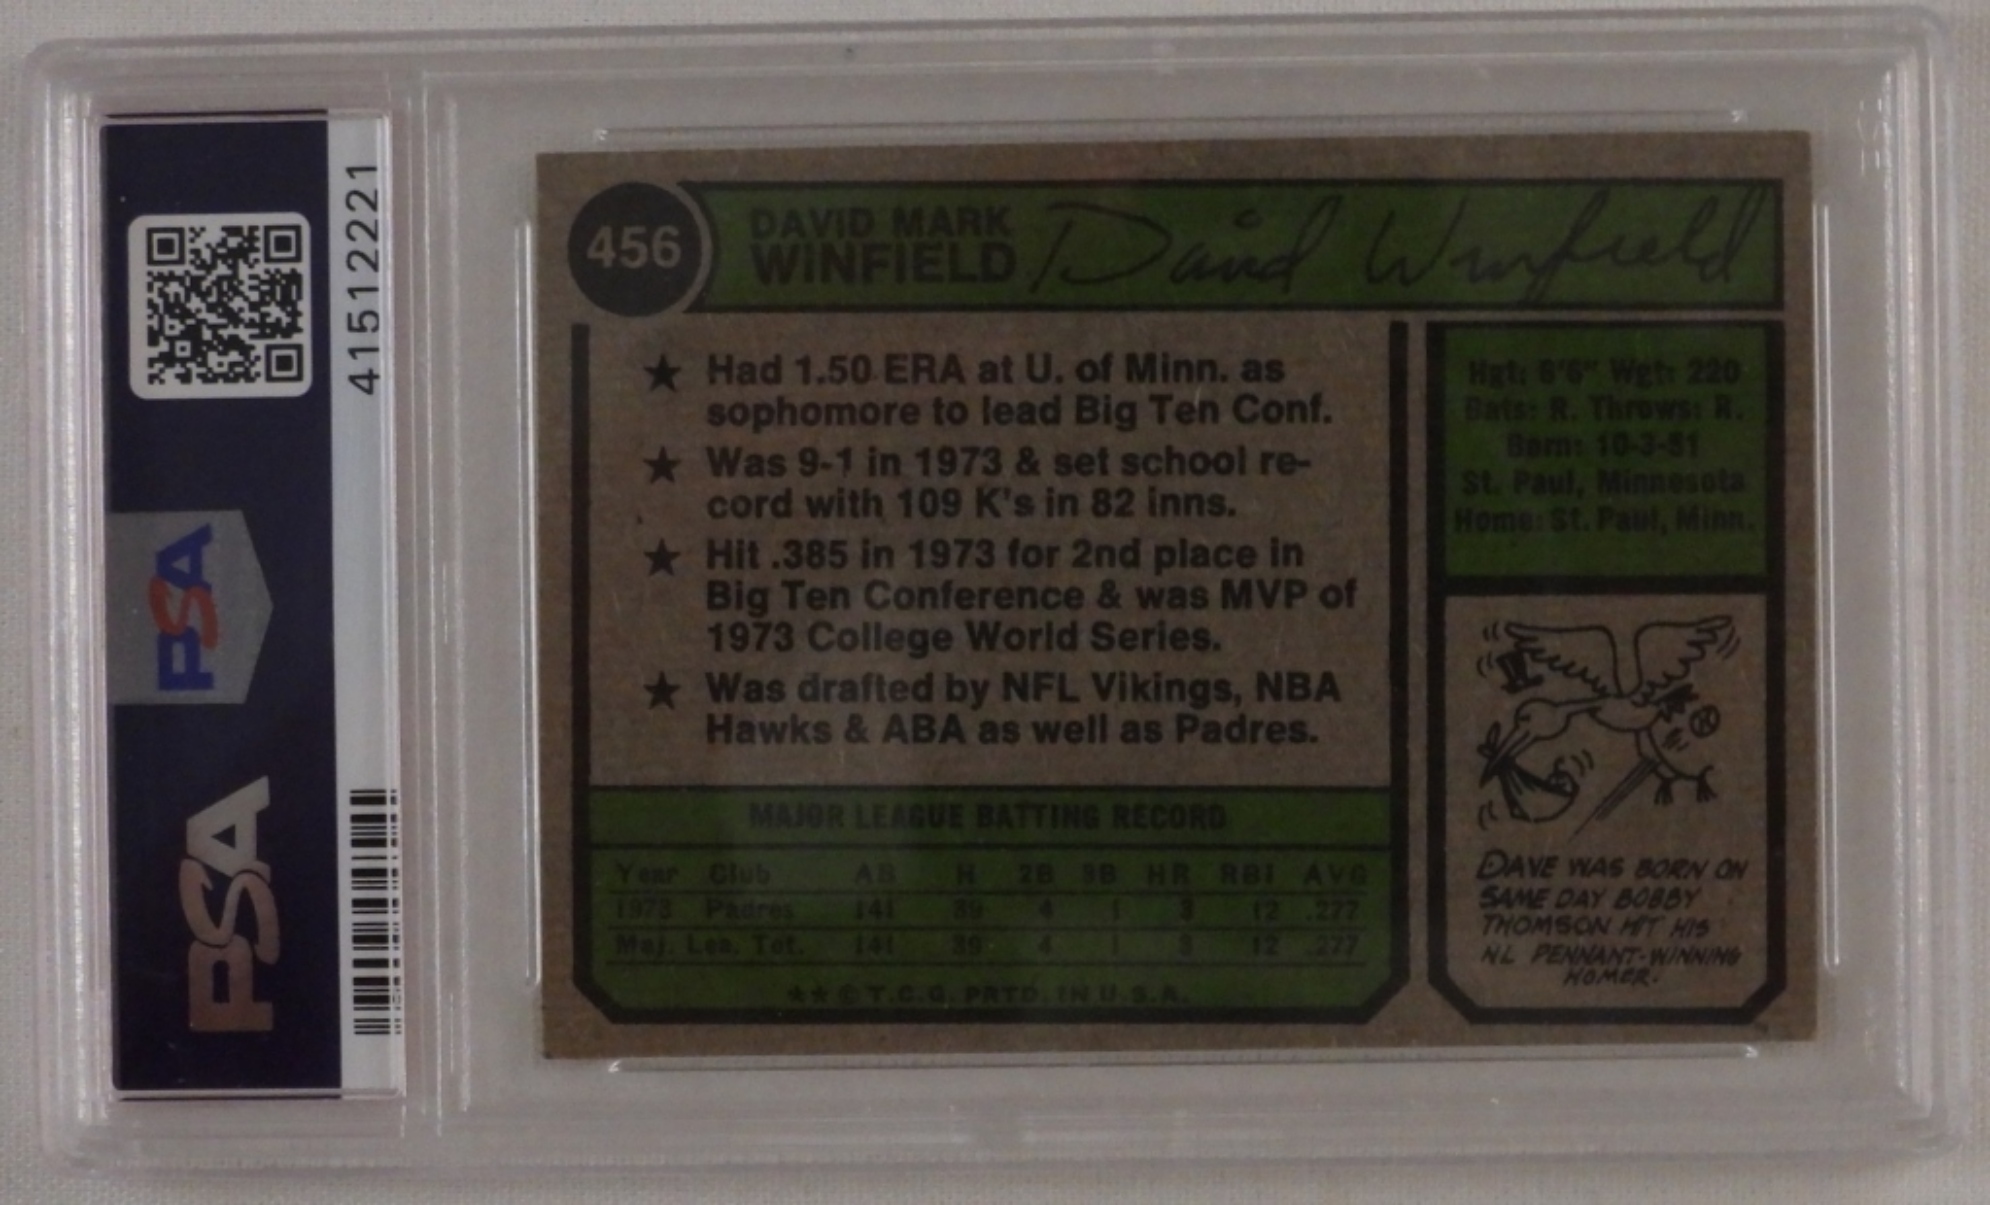 41512221
PSA
PSA
456
DAVID MARK
WINFIELD
David Winfield
★ Had 1.50 ERA at U. of Minn. as
sophomore to lead Big Ten Conf.
★ Was 9-1 in 1973 & set school re-
cord with 109 K's in 82 inns.
★ Hit .385 in 1973 for 2nd place in
Big Ten Conference & was MVP of
1973 College World Series.
★ Was drafted by NFL Vikings, NBA
Hawks & ABA as well as Padres.
MAJOR LEAGUE BATTING RECORD
Year Club AB H 2B 3B HR RBI AVG
1973 Padres 141 39 4 1 3 12 .277
Maj. Lea. Tot. 141 39 4 1 3 12 .277
★★ © T.C.G. PRTD. IN U.S.A.
Hgt: 6'6" Wgt: 220
Bats: R. Throws: R.
Born: 10-3-51
St. Paul, Minnesota
Home: St. Paul, Minn.
DAVE WAS BORN ON
SAME DAY BOBBY
THOMSON HIT HIS
NL PENNANT-WINNING
HOMER.